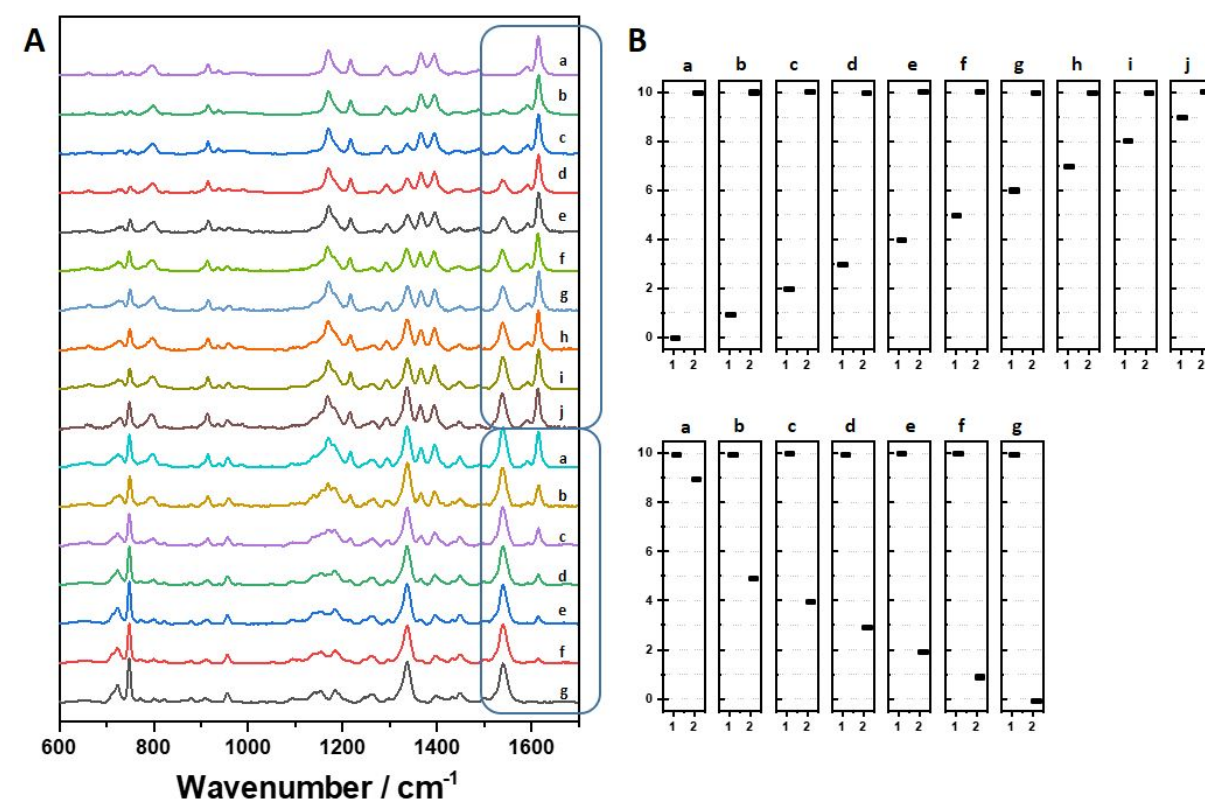 A
a
b
c
d
e
f
g
h
i
j
a
b
c
d
e
f
g
600 800 1000 1200 1400 1600
Wavenumber / cm-1
B
a b c d e f g h i j
10
8
6
4
2
0
1 2 1 2 1 2 1 2 1 2 1 2 1 2 1 2 1 2 1 2
a b c d e f g
10
8
6
4
2
0
1 2 1 2 1 2 1 2 1 2 1 2 1 2